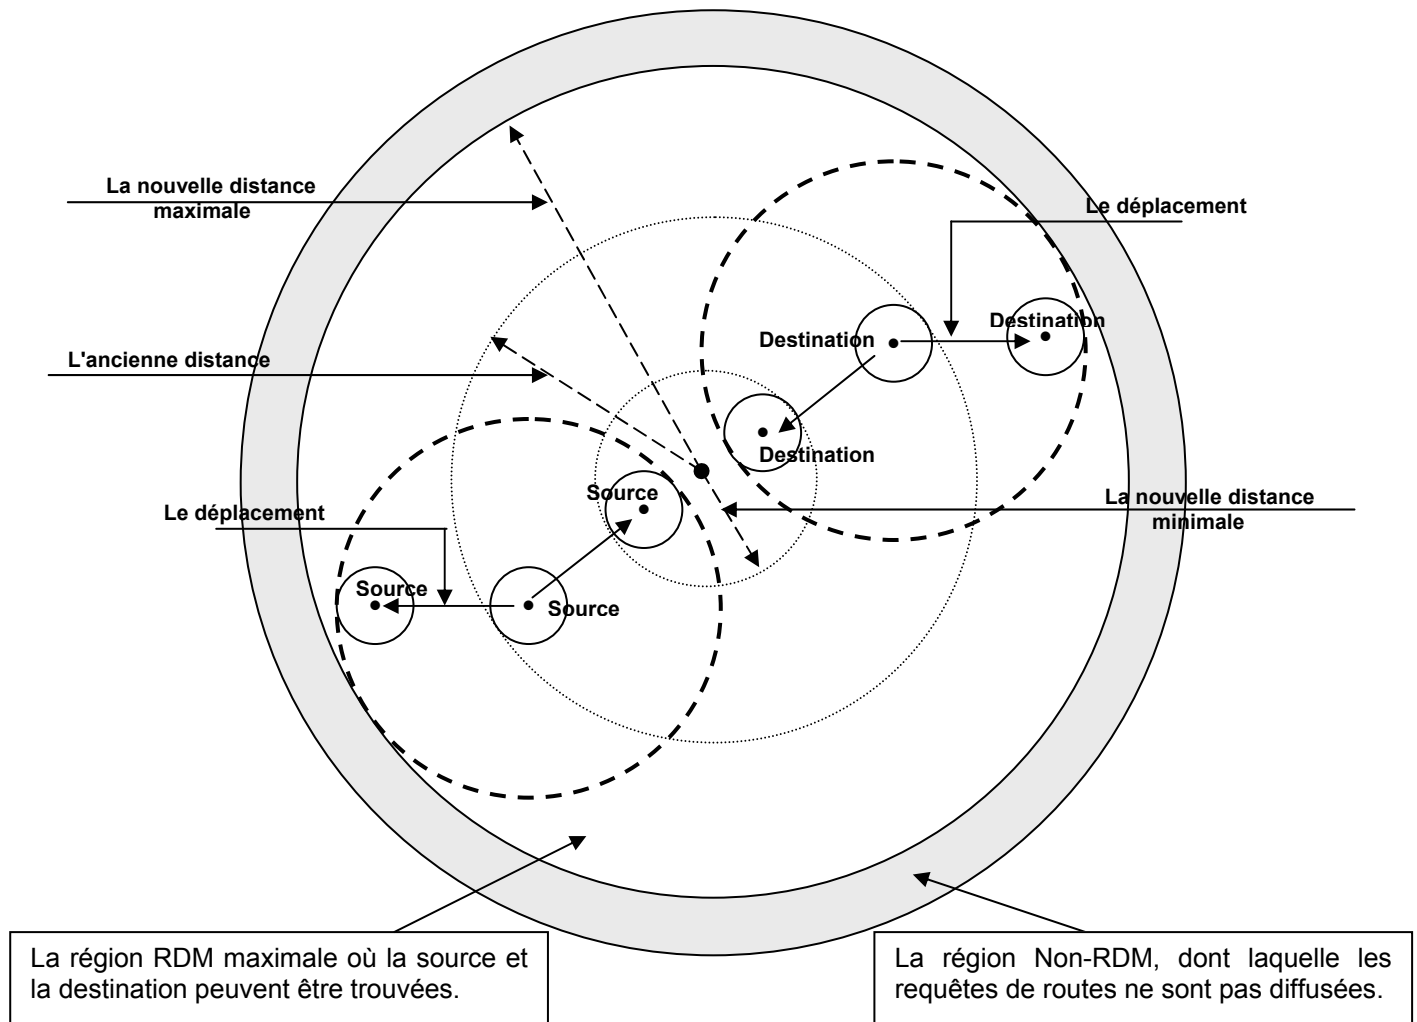 La nouvelle distance
maximale
Le déplacement
Destination
Destination
L'ancienne distance
Destination
Source
La nouvelle distance
minimale
Le déplacement
Source
Source
La région RDM maximale où la source et
la destination peuvent être trouvées.
La région Non-RDM, dont laquelle les
requêtes de routes ne sont pas diffusées.